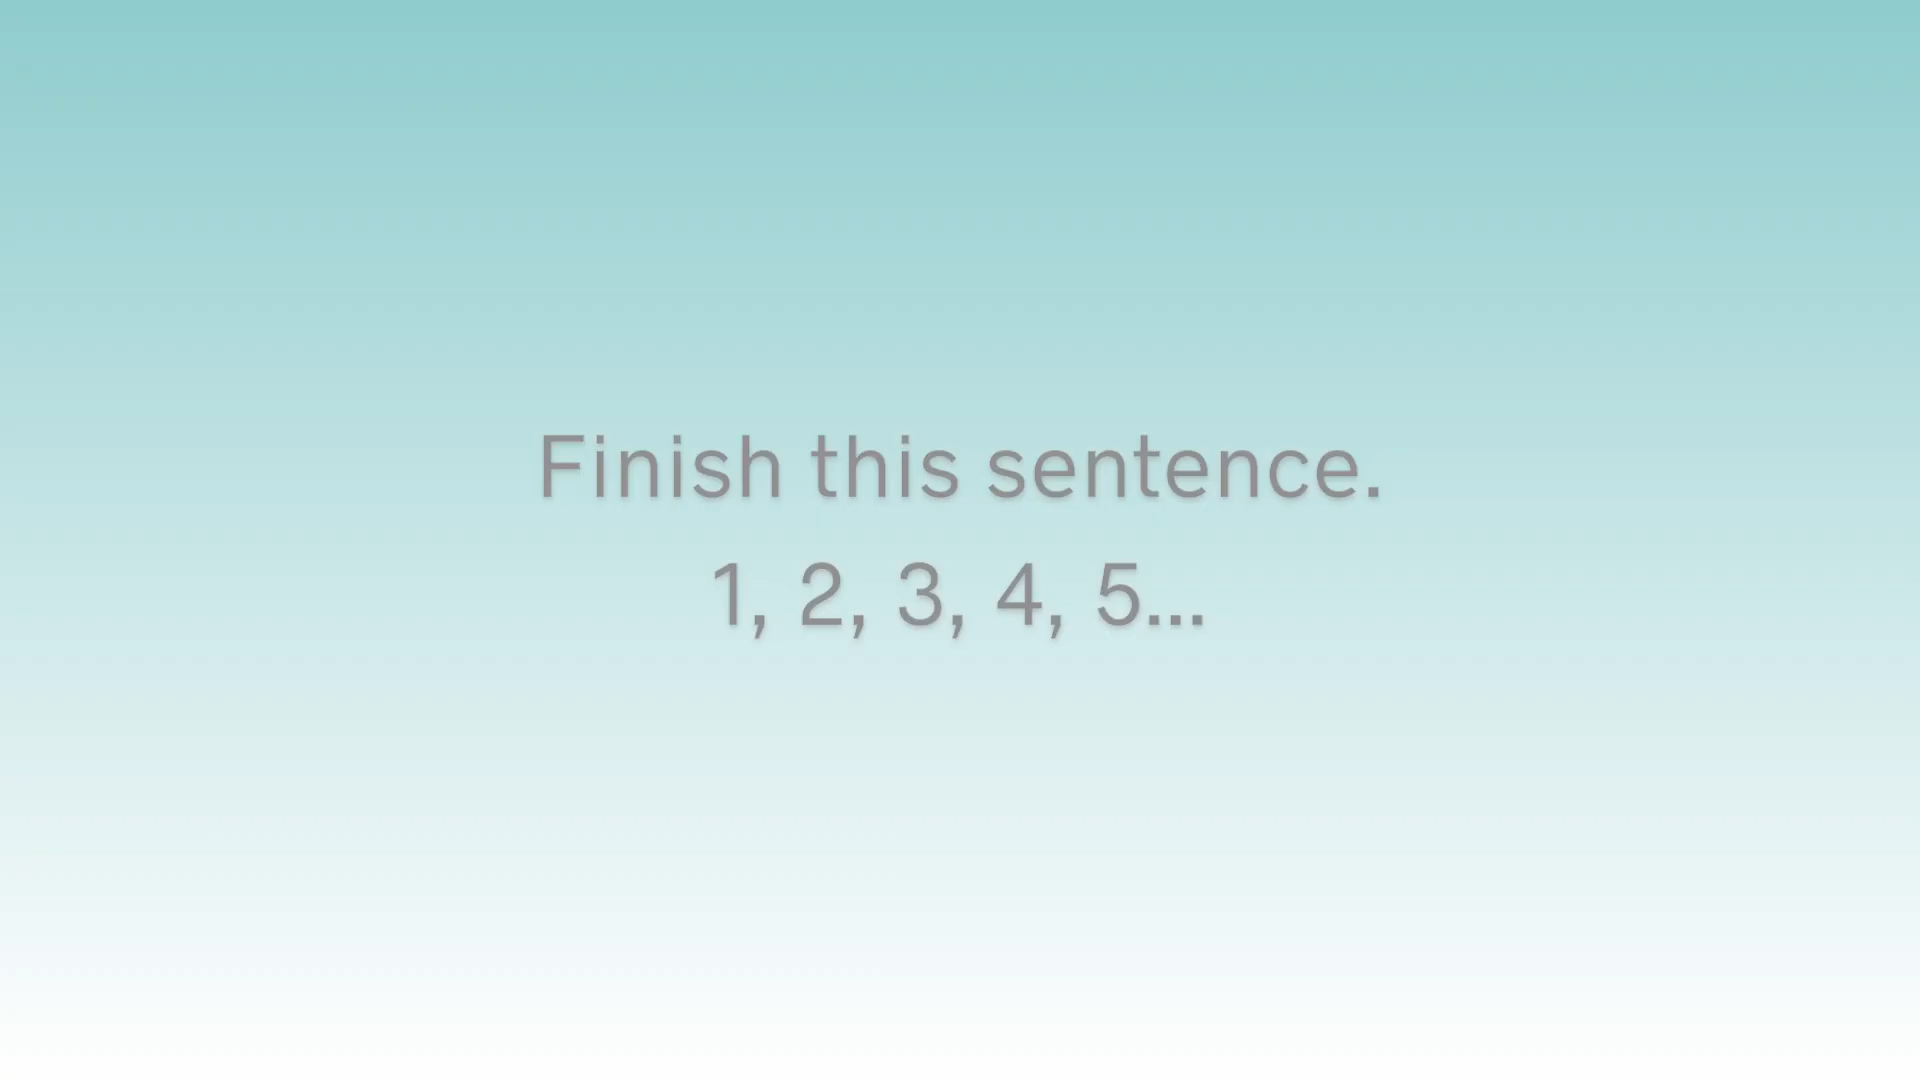 Finish this sentence.
1, 2, 3, 4, 5...